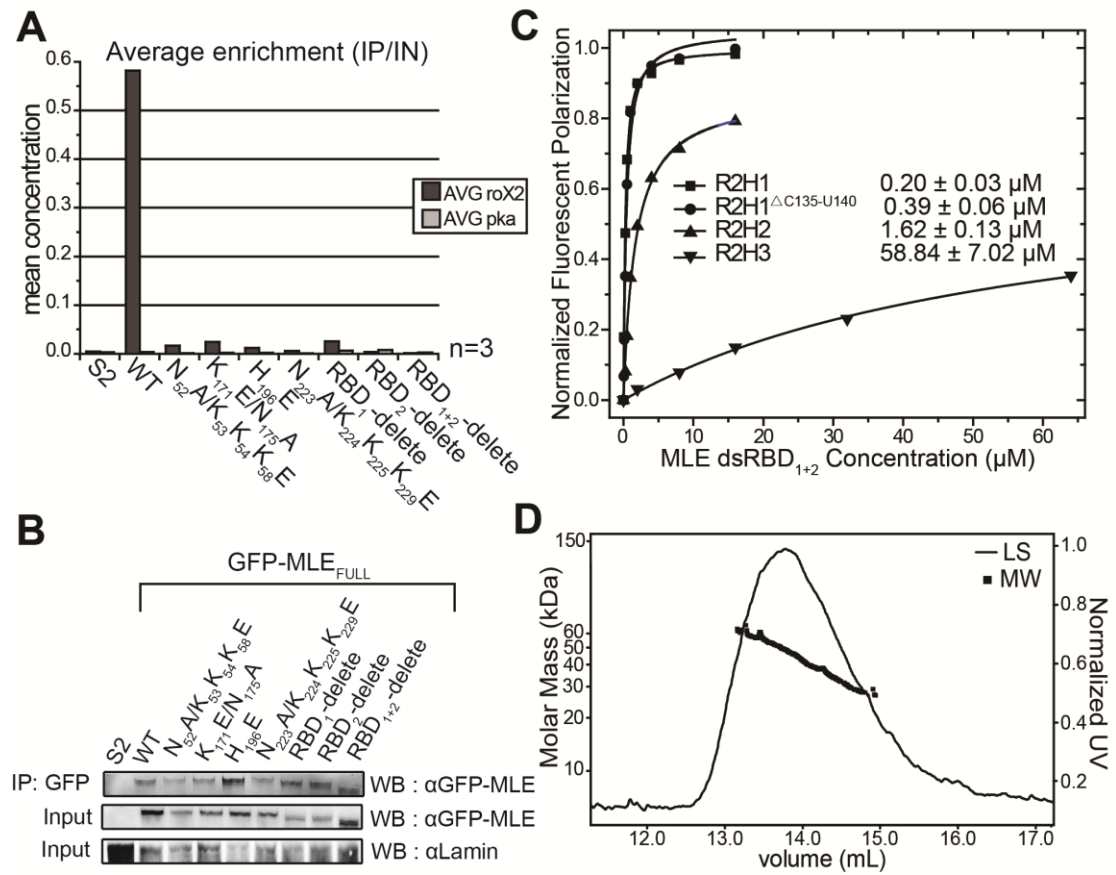 A
Average enrichment (IP/IN)
mean concentration
0.6
0.5
0.4
0.3
0.2
0.1
0.0
AVG roX2
AVG pka
n=3
S2
WT
N52A/K53K54K58E
K171E/N175A
H196E
N223A/K224K225K229E
RBD1-delete
RBD2-delete
RBD1+2-delete
B
GFP-MLEFULL
S2
WT
N52A/K53K54K58E
K171E/N175A
H196E
N223A/K224K225K229E
RBD1-delete
RBD2-delete
RBD1+2-delete
IP: GFP WB : αGFP-MLE
Input WB : αGFP-MLE
Input WB : αLamin
C
Normalized Fluorescent Polarization
1.0
0.8
0.6
0.4
0.2
0.0
R2H1 0.20 ± 0.03 µM
R2H1△C135-U140 0.39 ± 0.06 µM
R2H2 1.62 ± 0.13 µM
R2H3 58.84 ± 7.02 µM
0 10 20 30 40 50 60
MLE dsRBD1+2 Concentration (µM)
D
Molar Mass (kDa)
150
60
50
40
30
20
10
LS
MW
1.0
0.8
0.6
0.4
0.2
Normalized UV
12.0 13.0 14.0 15.0 16.0 17.0
volume (mL)